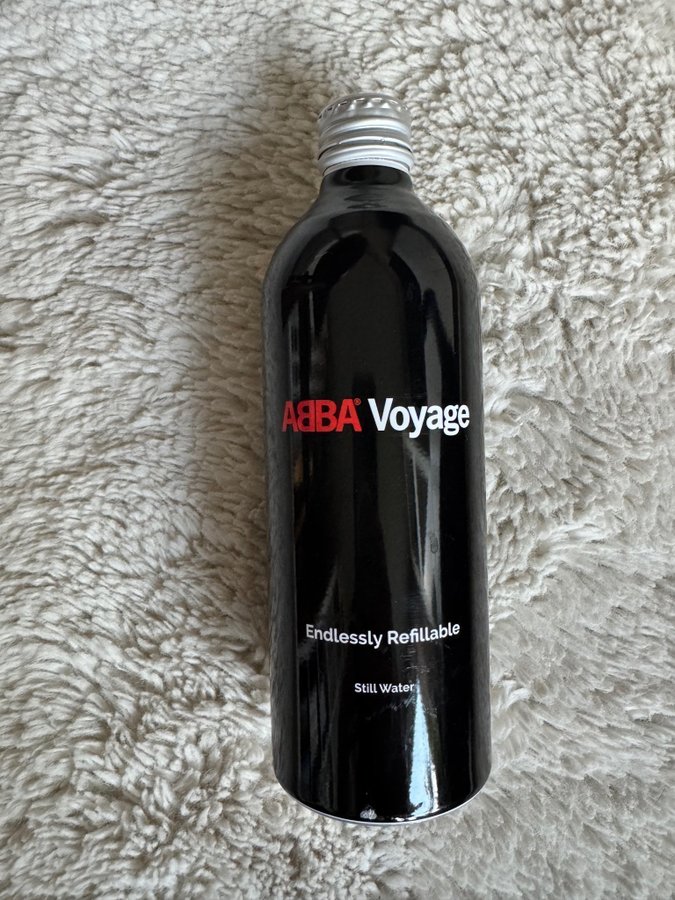 ABBA® Voyage
Endlessly Refillable
Still Water